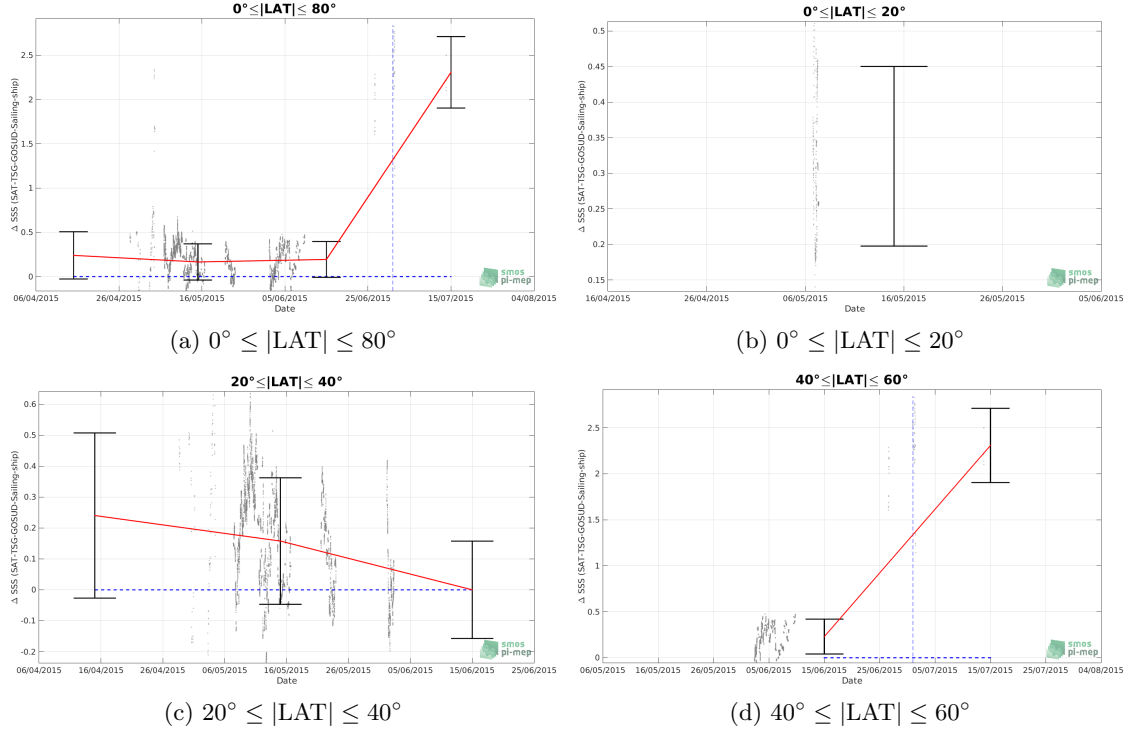 0°≤|LAT|≤ 80°
Δ SSS (SAT-TSG-GOSUD-Sailing-ship)
2.5
2
1.5
1
0.5
0
06/04/2015 26/04/2015 16/05/2015 05/06/2015 25/06/2015 15/07/2015 04/08/2015
Date
smos
pi-mep
(a) 0° ≤ |LAT| ≤ 80°
0°≤|LAT|≤ 20°
Δ SSS (SAT-TSG-GOSUD-Sailing-ship)
0.5
0.45
0.4
0.35
0.3
0.25
0.2
0.15
16/04/2015 26/04/2015 06/05/2015 16/05/2015 26/05/2015 05/06/2015
Date
smos
pi-mep
(b) 0° ≤ |LAT| ≤ 20°
20°≤|LAT|≤ 40°
Δ SSS (SAT-TSG-GOSUD-Sailing-ship)
0.6
0.5
0.4
0.3
0.2
0.1
0
-0.1
-0.2
06/04/2015 16/04/2015 26/04/2015 06/05/2015 16/05/2015 26/05/2015 05/06/2015 15/06/2015 25/06/2015
Date
smos
pi-mep
(c) 20° ≤ |LAT| ≤ 40°
40°≤|LAT|≤ 60°
Δ SSS (SAT-TSG-GOSUD-Sailing-ship)
2.5
2
1.5
1
0.5
0
06/05/2015 16/05/2015 26/05/2015 05/06/2015 15/06/2015 25/06/2015 05/07/2015 15/07/2015 25/07/2015 04/08/2015
Date
smos
pi-mep
(d) 40° ≤ |LAT| ≤ 60°